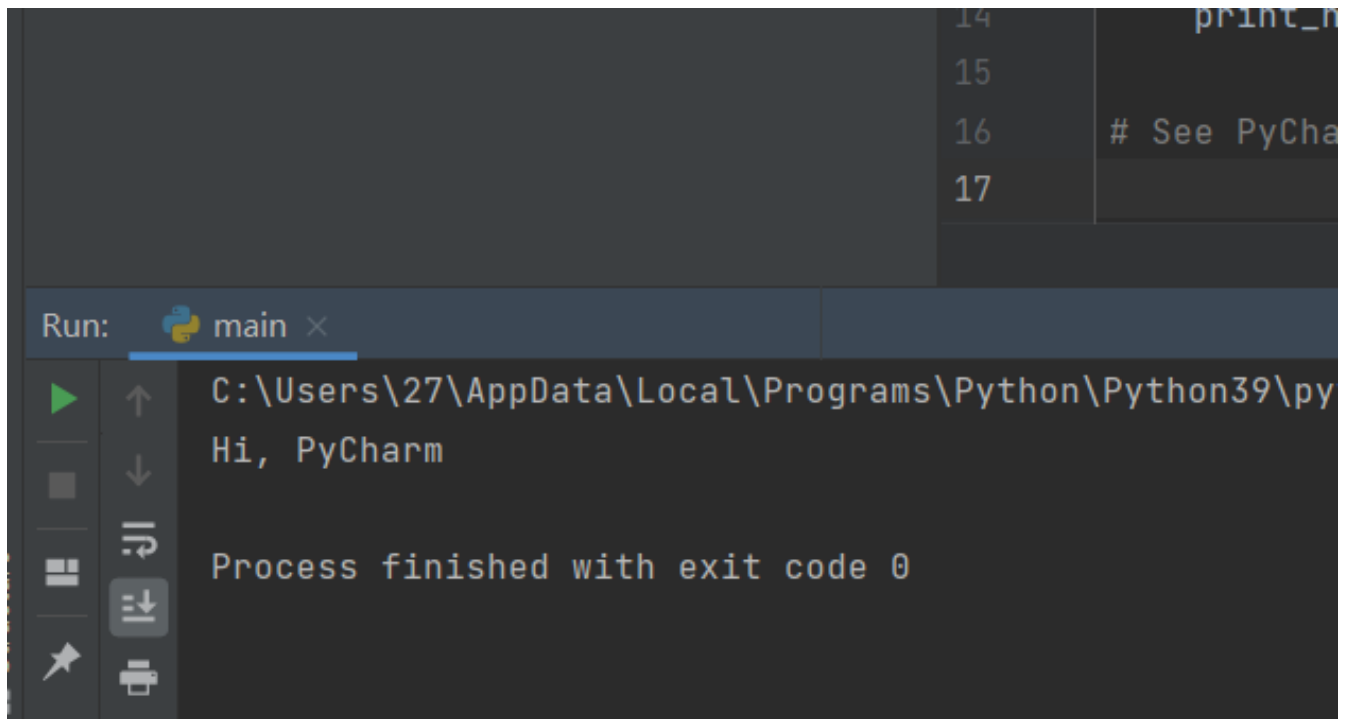 14
15
16 # See PyCha
17
Run: main
C:\Users\27\AppData\Local\Programs\Python\Python39\py
Hi, PyCharm
Process finished with exit code 0